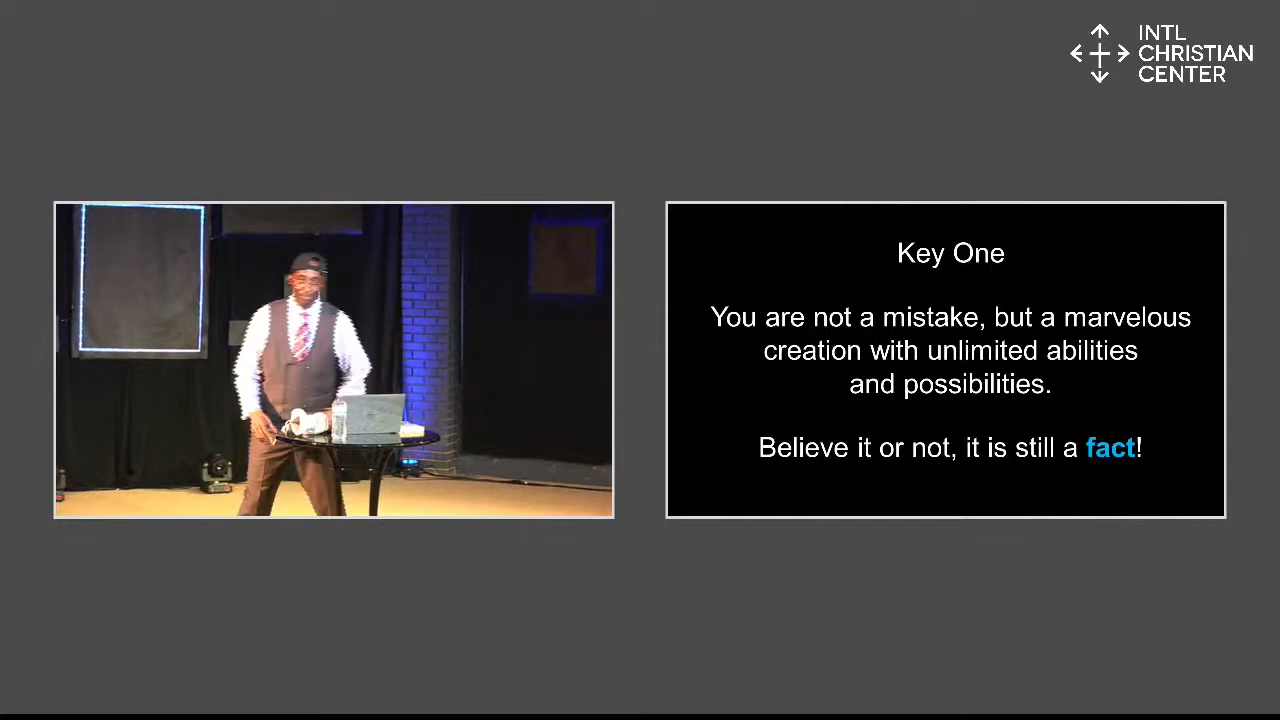 INTL
CHRISTIAN
CENTER
Key One
You are not a mistake, but a marvelous
creation with unlimited abilities
and possibilities.
Believe it or not, it is still a fact!